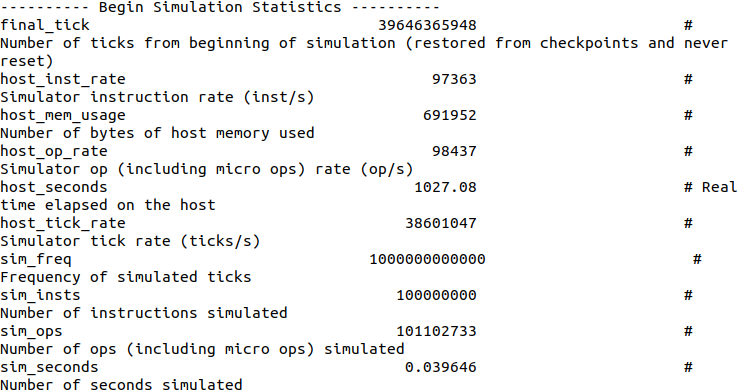 ---------- Begin Simulation Statistics ----------
final_tick 39646365948 #
Number of ticks from beginning of simulation (restored from checkpoints and never
reset)
host_inst_rate 97363 #
Simulator instruction rate (inst/s)
host_mem_usage 691952 #
Number of bytes of host memory used
host_op_rate 98437 #
Simulator op (including micro ops) rate (op/s)
host_seconds 1027.08 # Real
time elapsed on the host
host_tick_rate 38601047 #
Simulator tick rate (ticks/s)
sim_freq 1000000000000 #
Frequency of simulated ticks
sim_insts 100000000 #
Number of instructions simulated
sim_ops 101102733 #
Number of ops (including micro ops) simulated
sim_seconds 0.039646 #
Number of seconds simulated